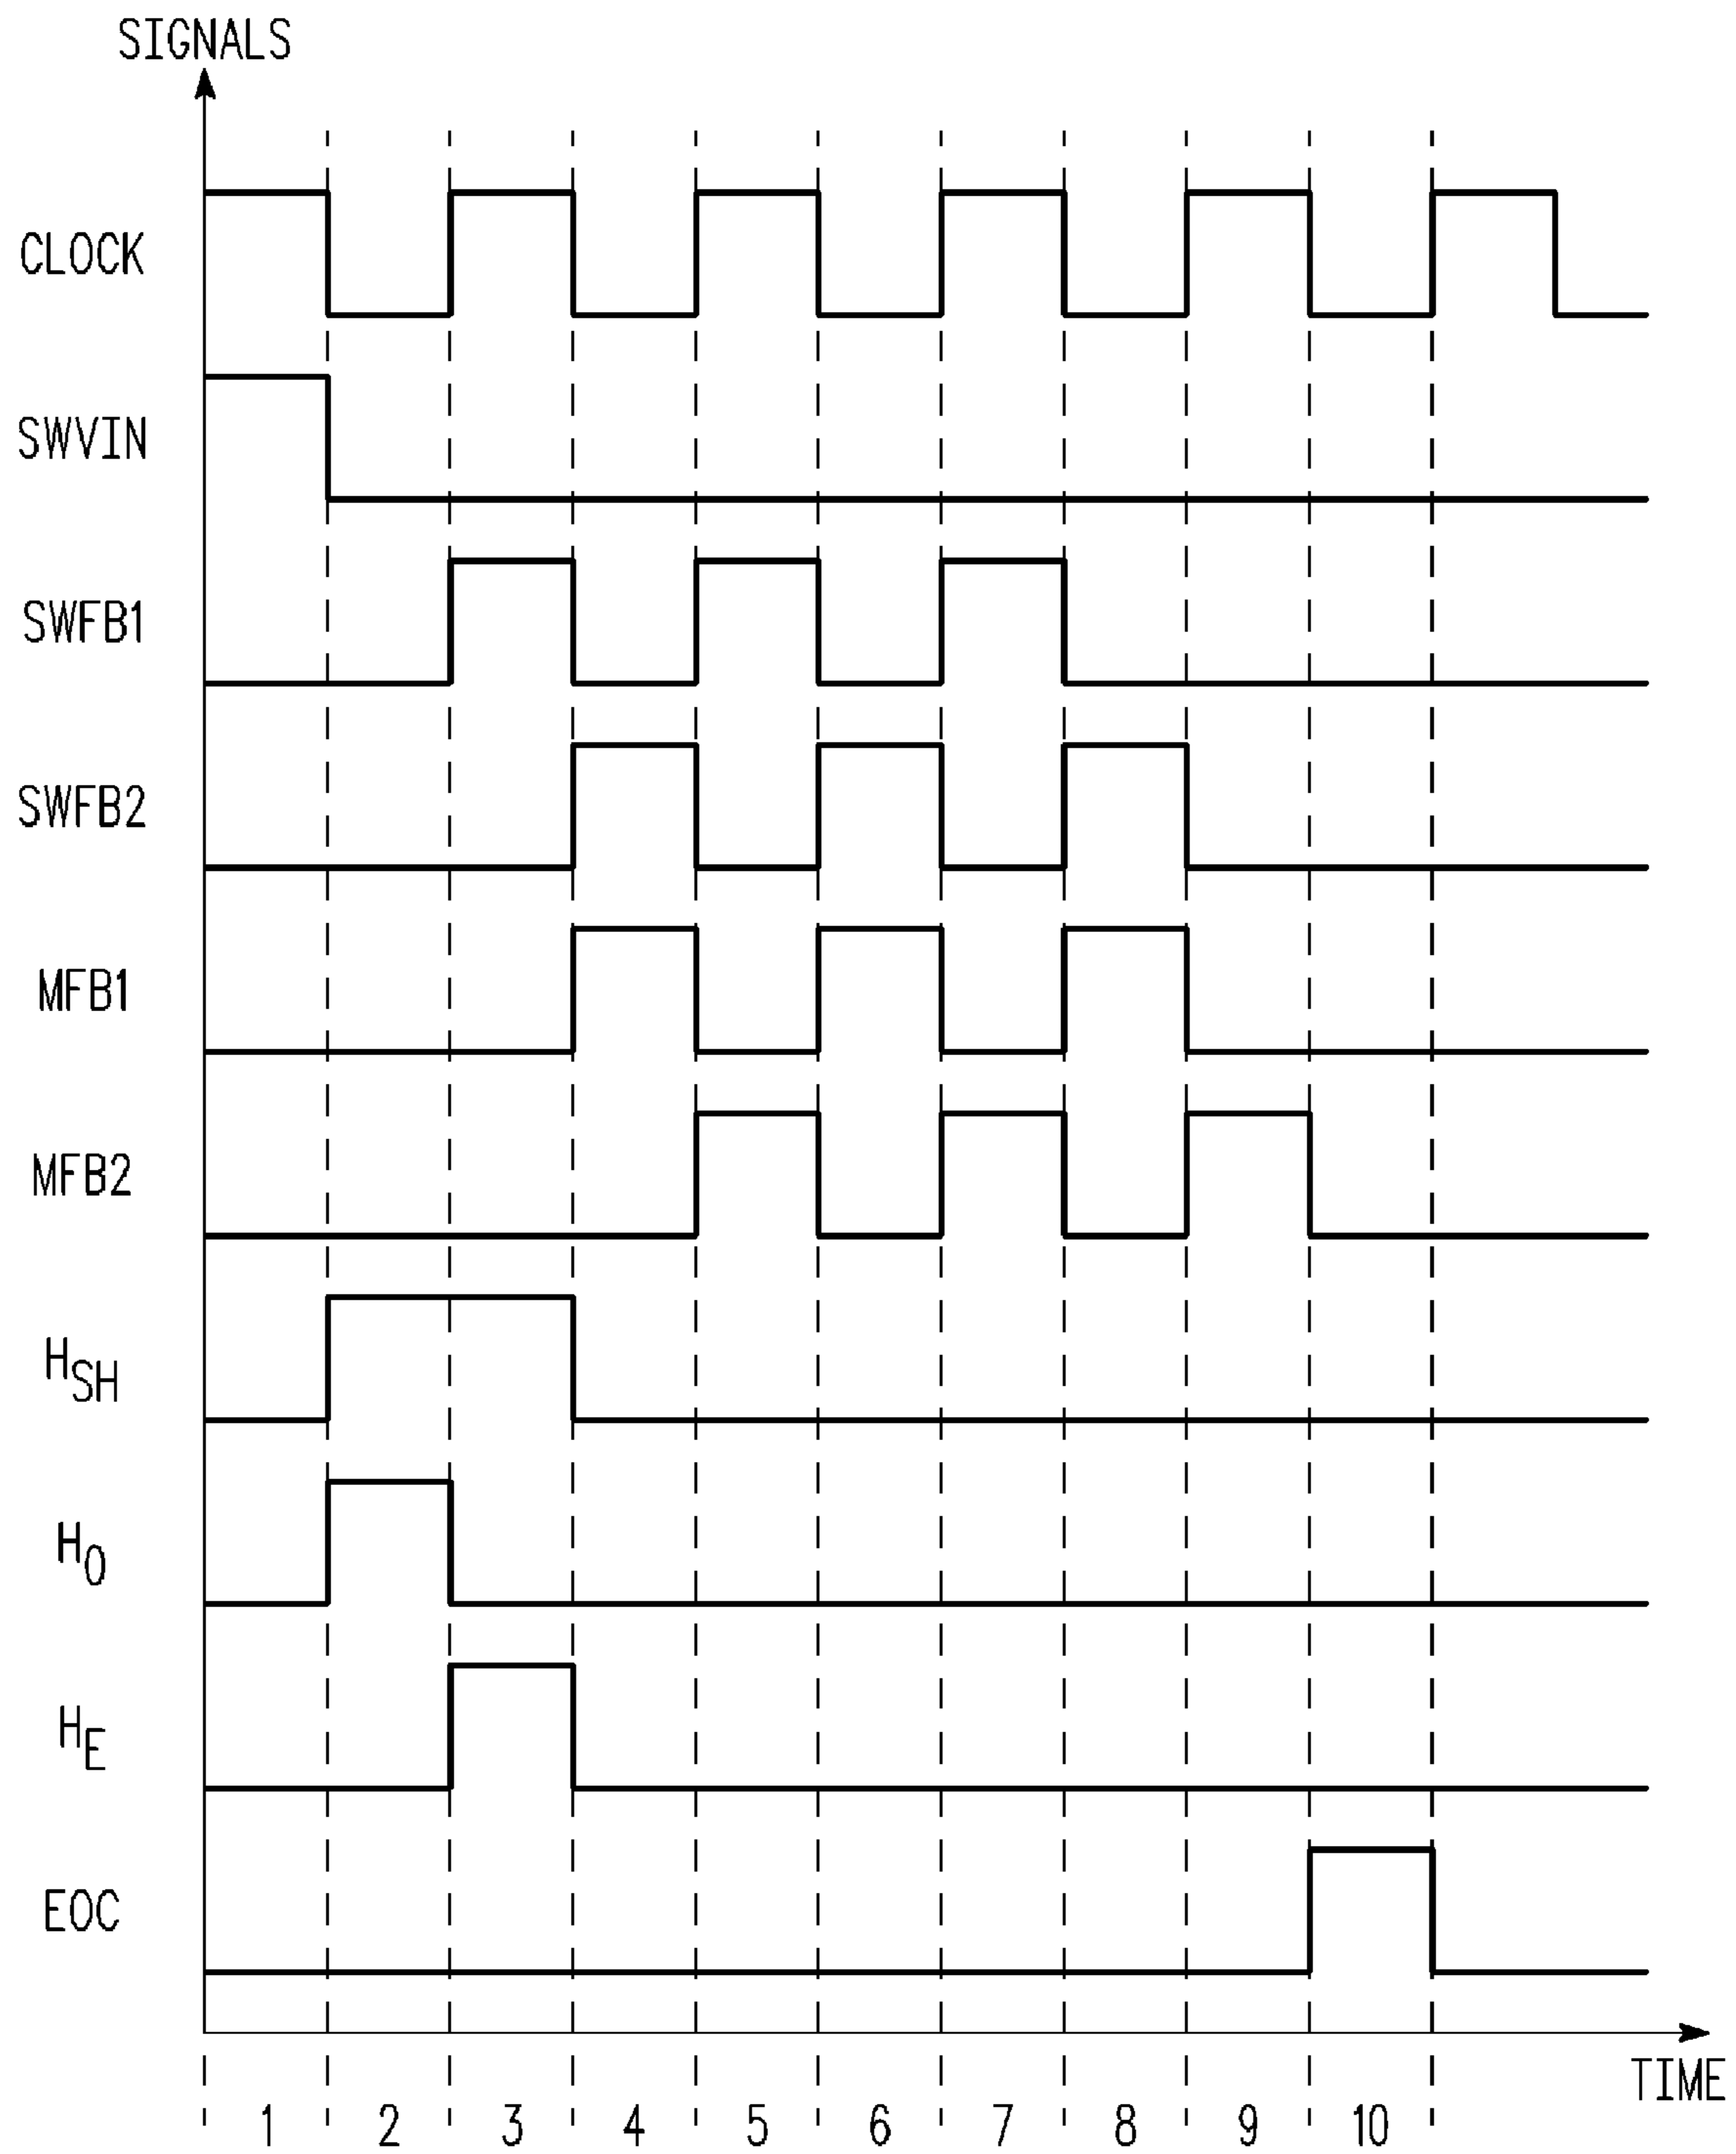 SIGNALS
CLOCK
SWVIN
SWFB1
SWFB2
MFB1
MFB2
HSH
HO
HE
EOC
TIME
1 2 3 4 5 6 7 8 9 10